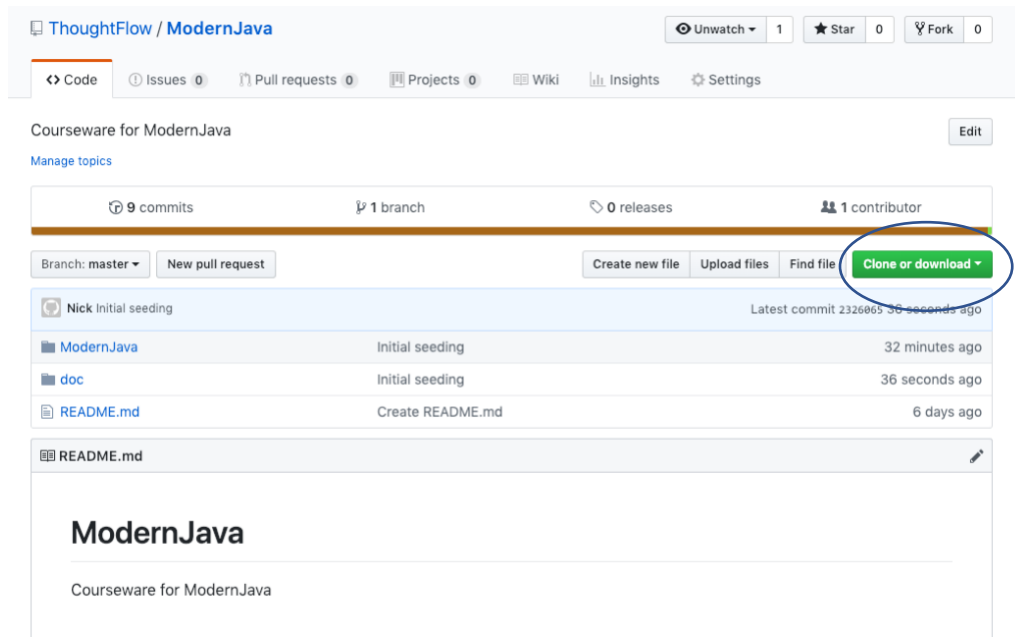 ThoughtFlow / ModernJava
Unwatch 1 Star 0 Fork 0
Code Issues 0 Pull requests 0 Projects 0 Wiki Insights Settings
Courseware for ModernJava Edit
Manage topics
9 commits 1 branch 0 releases 1 contributor
Branch: master New pull request Create new file Upload files Find file Clone or download
Nick Initial seeding Latest commit 2326065 36 seconds ago
ModernJava Initial seeding 32 minutes ago
doc Initial seeding 36 seconds ago
README.md Create README.md 6 days ago
README.md
ModernJava
Courseware for ModernJava